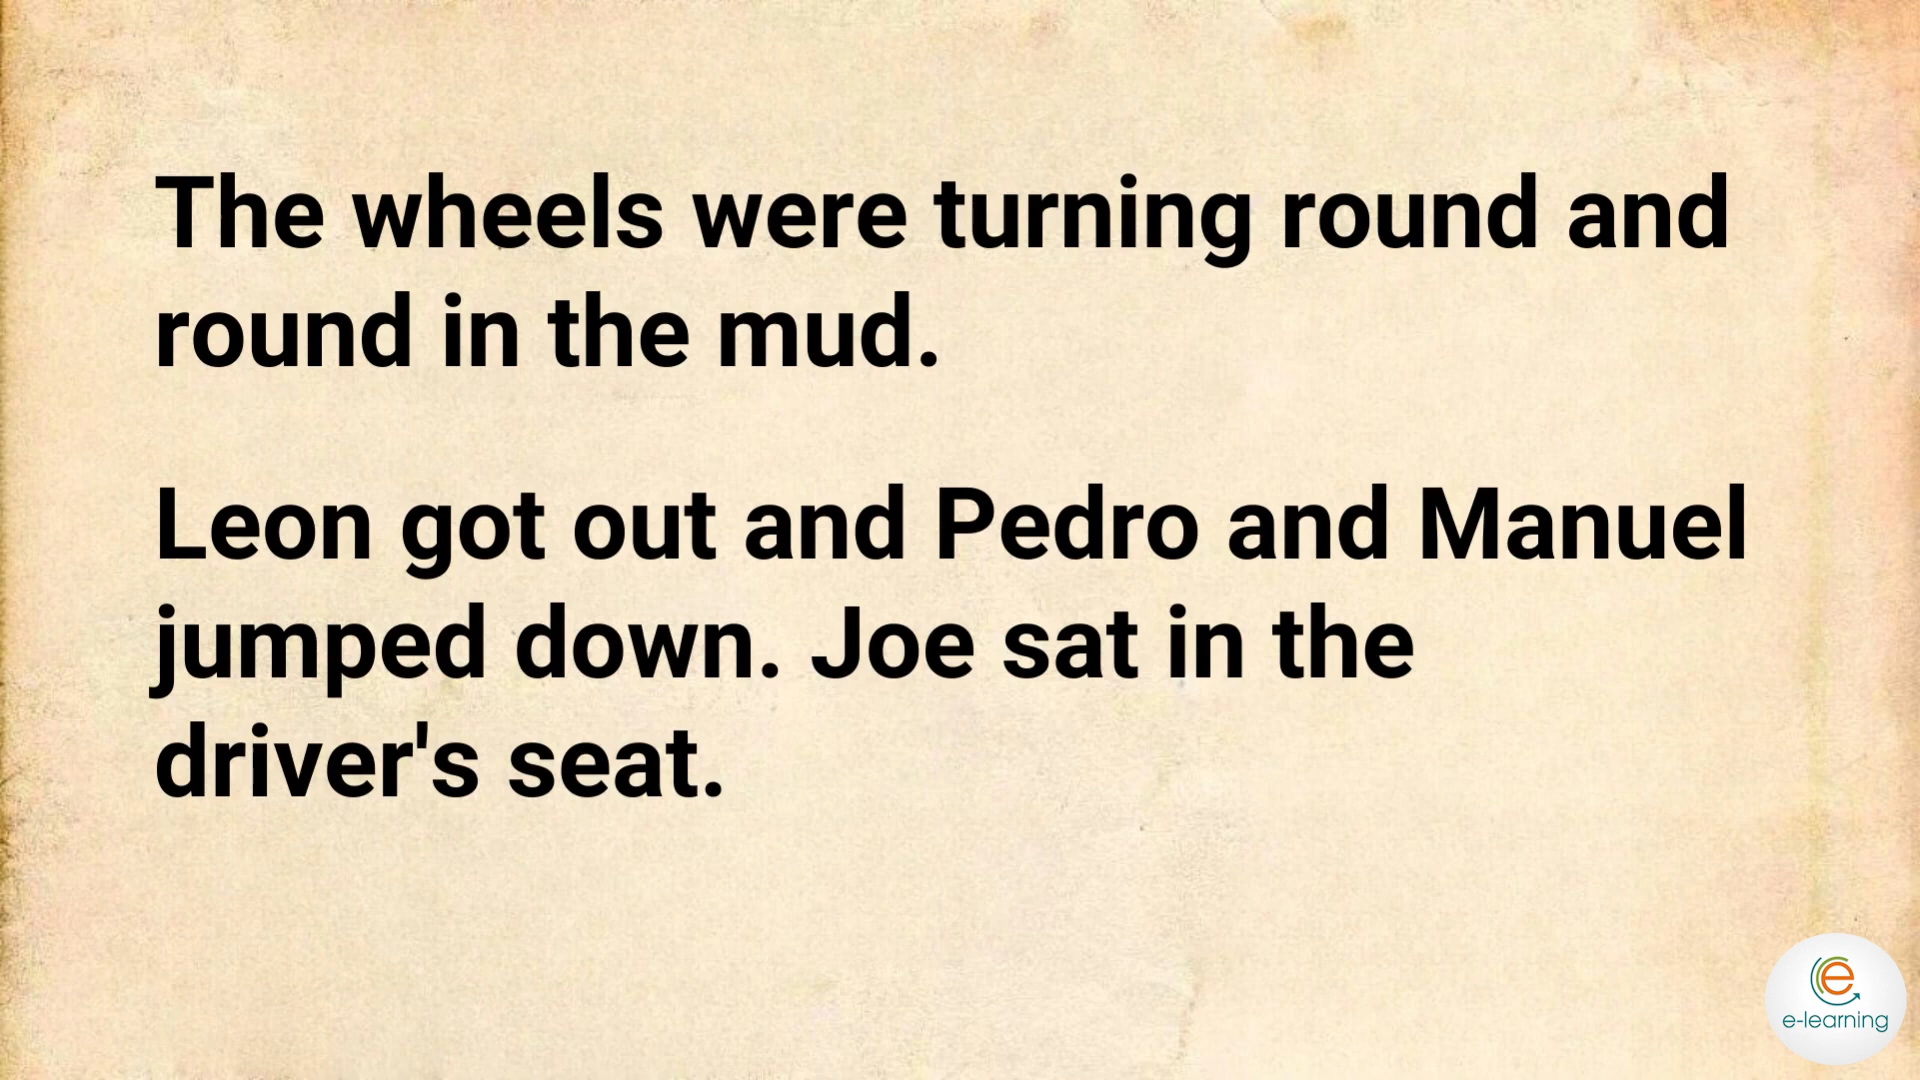 The wheels were turning round and
round in the mud.
Leon got out and Pedro and Manuel
jumped down. Joe sat in the
driver's seat.
e
e-learning